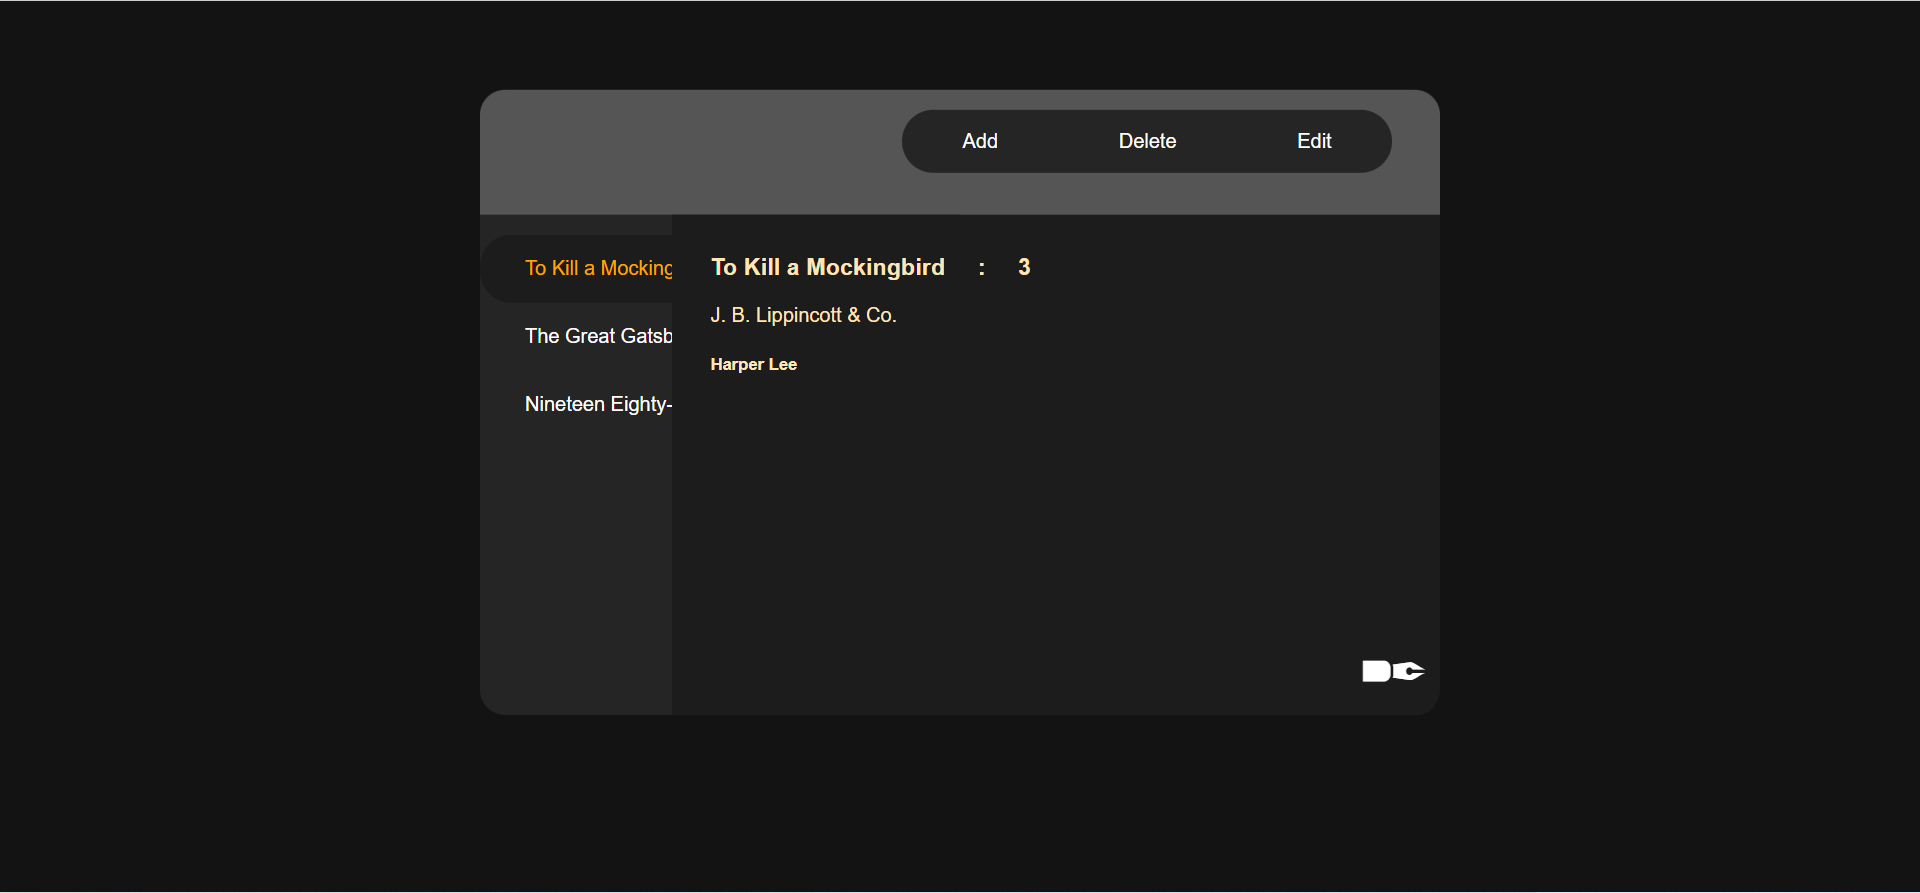 Add Delete Edit
To Kill a Mocking
The Great Gatsb
Nineteen Eighty-
To Kill a Mockingbird : 3
J. B. Lippincott & Co.
Harper Lee